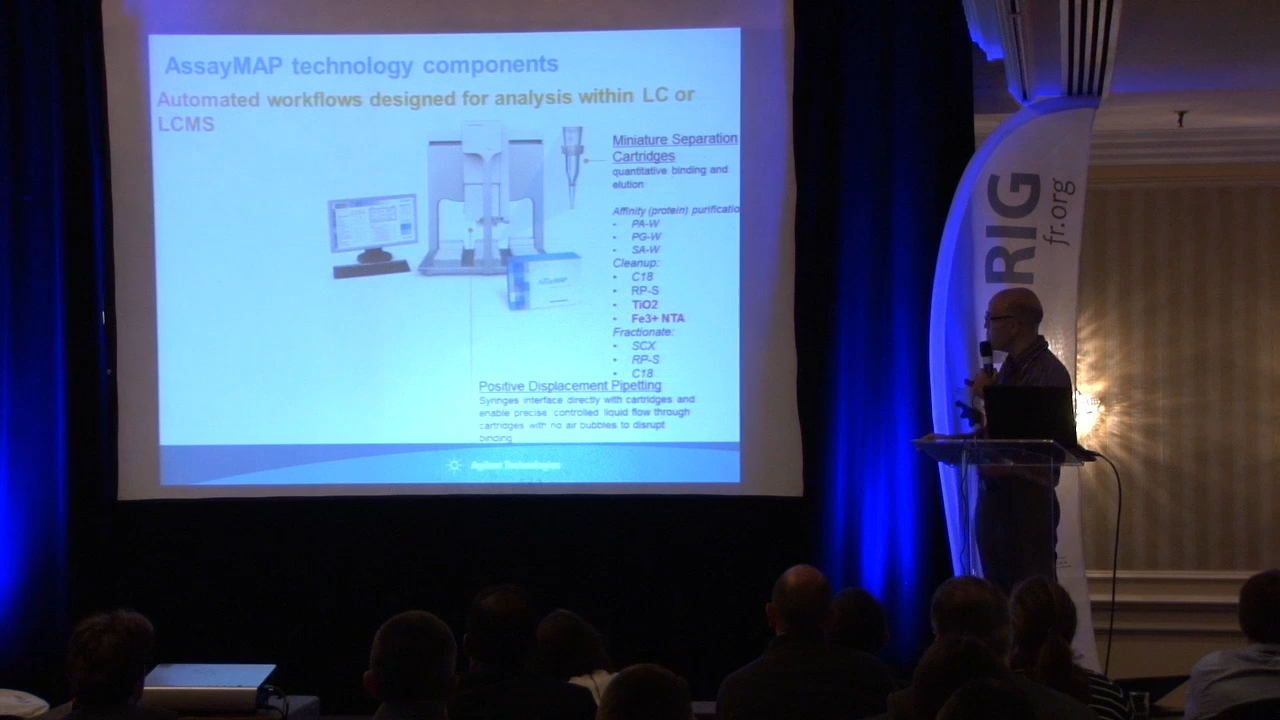 AssayMAP technology components
Automated workflows designed for analysis within LC or
LCMS
Miniature Separation
Cartridges
quantitative binding and
elution
Affinity (protein) purificatio
- PA-W
- PG-W
- SA-W
Cleanup:
- C18
- RP-S
- TiO2
- Fe3+ NTA
Fractionate:
- SCX
- RP-S
- C18
Positive Displacement Pipetting
Syringes interface directly with cartridges and
enable precise controlled liquid flow through
cartridges with no air bubbles to disrupt
binding
Agilent Technologies
RIG
fr.org